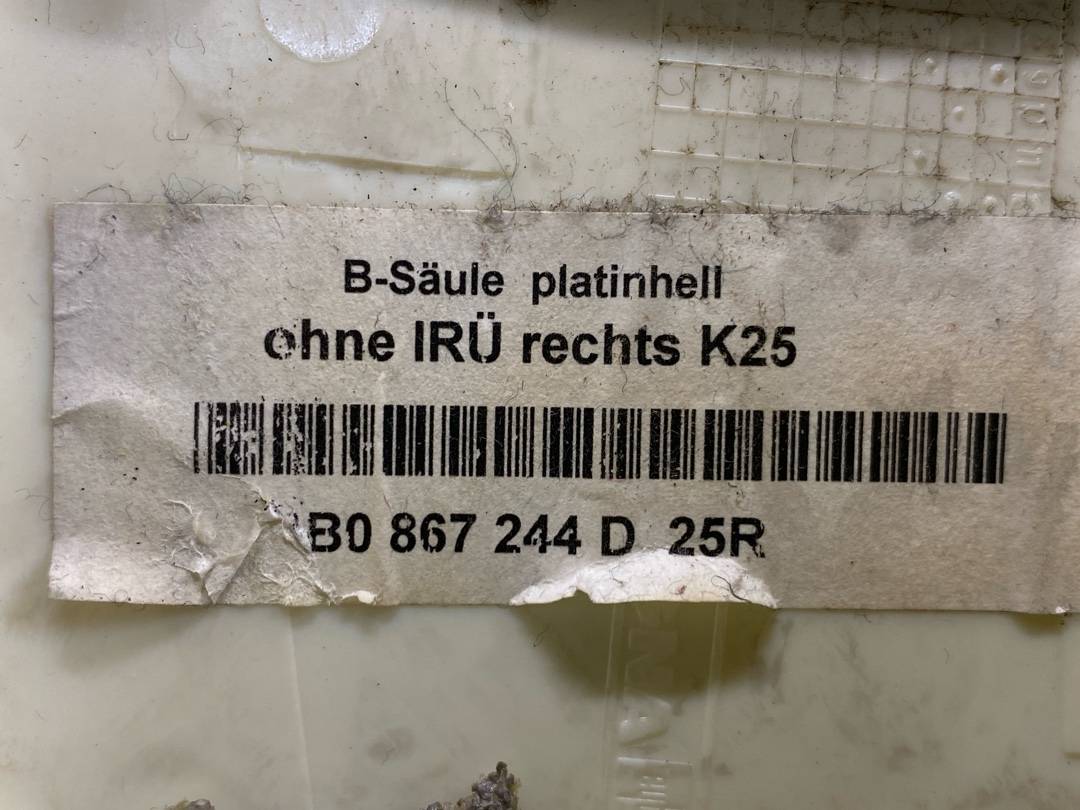 B-Säule platinhell
ohne IRÜ rechts K25
B0 867 244 D 25R